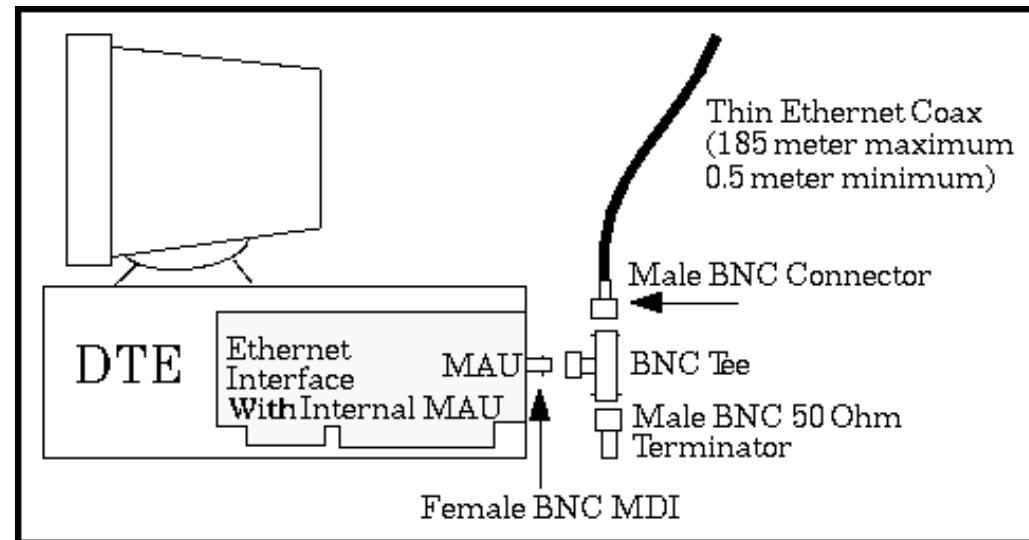 Thin Ethernet Coax
(185 meter maximum
0.5 meter minimum)
Male BNC Connector
DTE
Ethernet
Interface
With Internal MAU
MAU
BNC Tee
Male BNC 50 Ohm
Terminator
Female BNC MDI